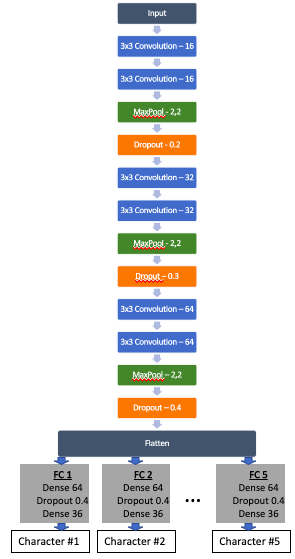 Input
3x3 Convolution – 16
3x3 Convolution – 16
MaxPool - 2,2
Dropout - 0.2
3x3 Convolution – 32
3x3 Convolution – 32
MaxPool - 2,2
Droput – 0.3
3x3 Convolution – 64
3x3 Convolution – 64
MaxPool – 2,2
Dropout – 0.4
Flatten
FC 1
Dense 64
Dropout 0.4
Dense 36
FC 2
Dense 64
Dropout 0.4
Dense 36
...
FC 5
Dense 64
Dropout 0.4
Dense 36
Character #1
Character #2
Character #5